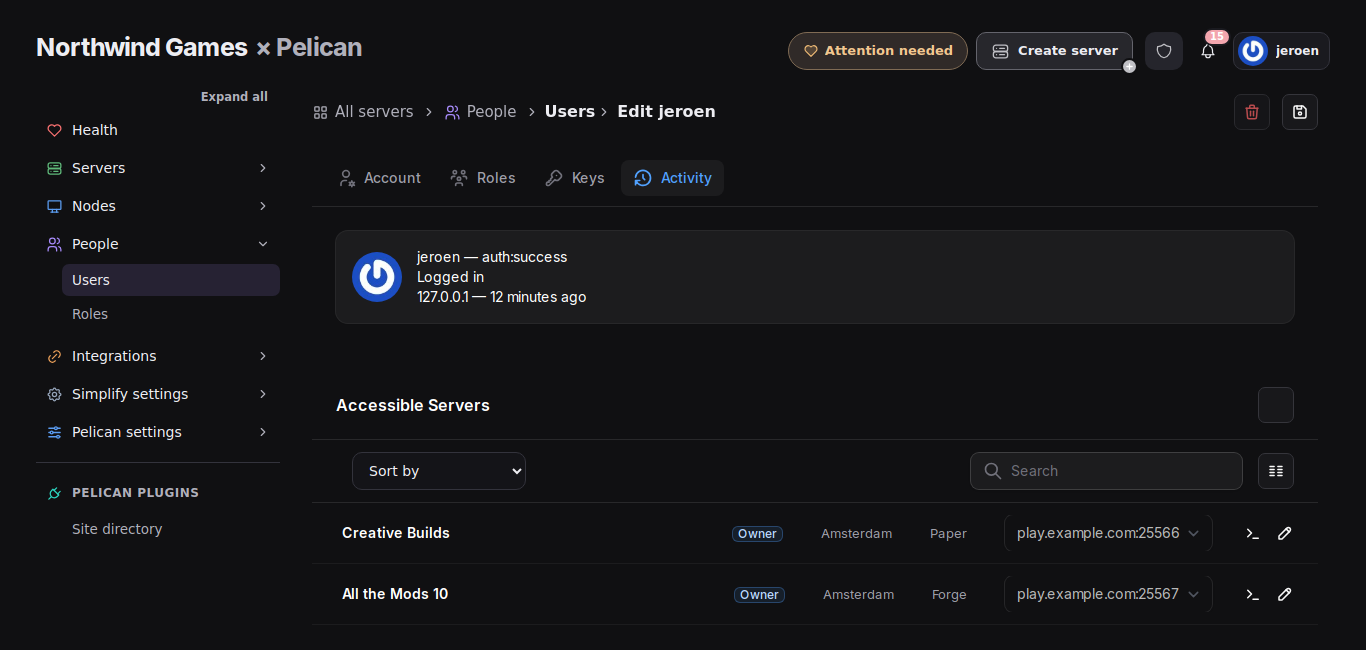 Northwind Games × Pelican
Attention needed
Create server
15
jeroen
Expand all
Health
Servers
Nodes
People
Users
Roles
Integrations
Simplify settings
Pelican settings
PELICAN PLUGINS
Site directory
All servers > People > Users > Edit jeroen
Account
Roles
Keys
Activity
jeroen — auth:success
Logged in
127.0.0.1 — 12 minutes ago
Accessible Servers
Sort by
Search
Creative Builds Owner Amsterdam Paper play.example.com:25566
All the Mods 10 Owner Amsterdam Forge play.example.com:25567